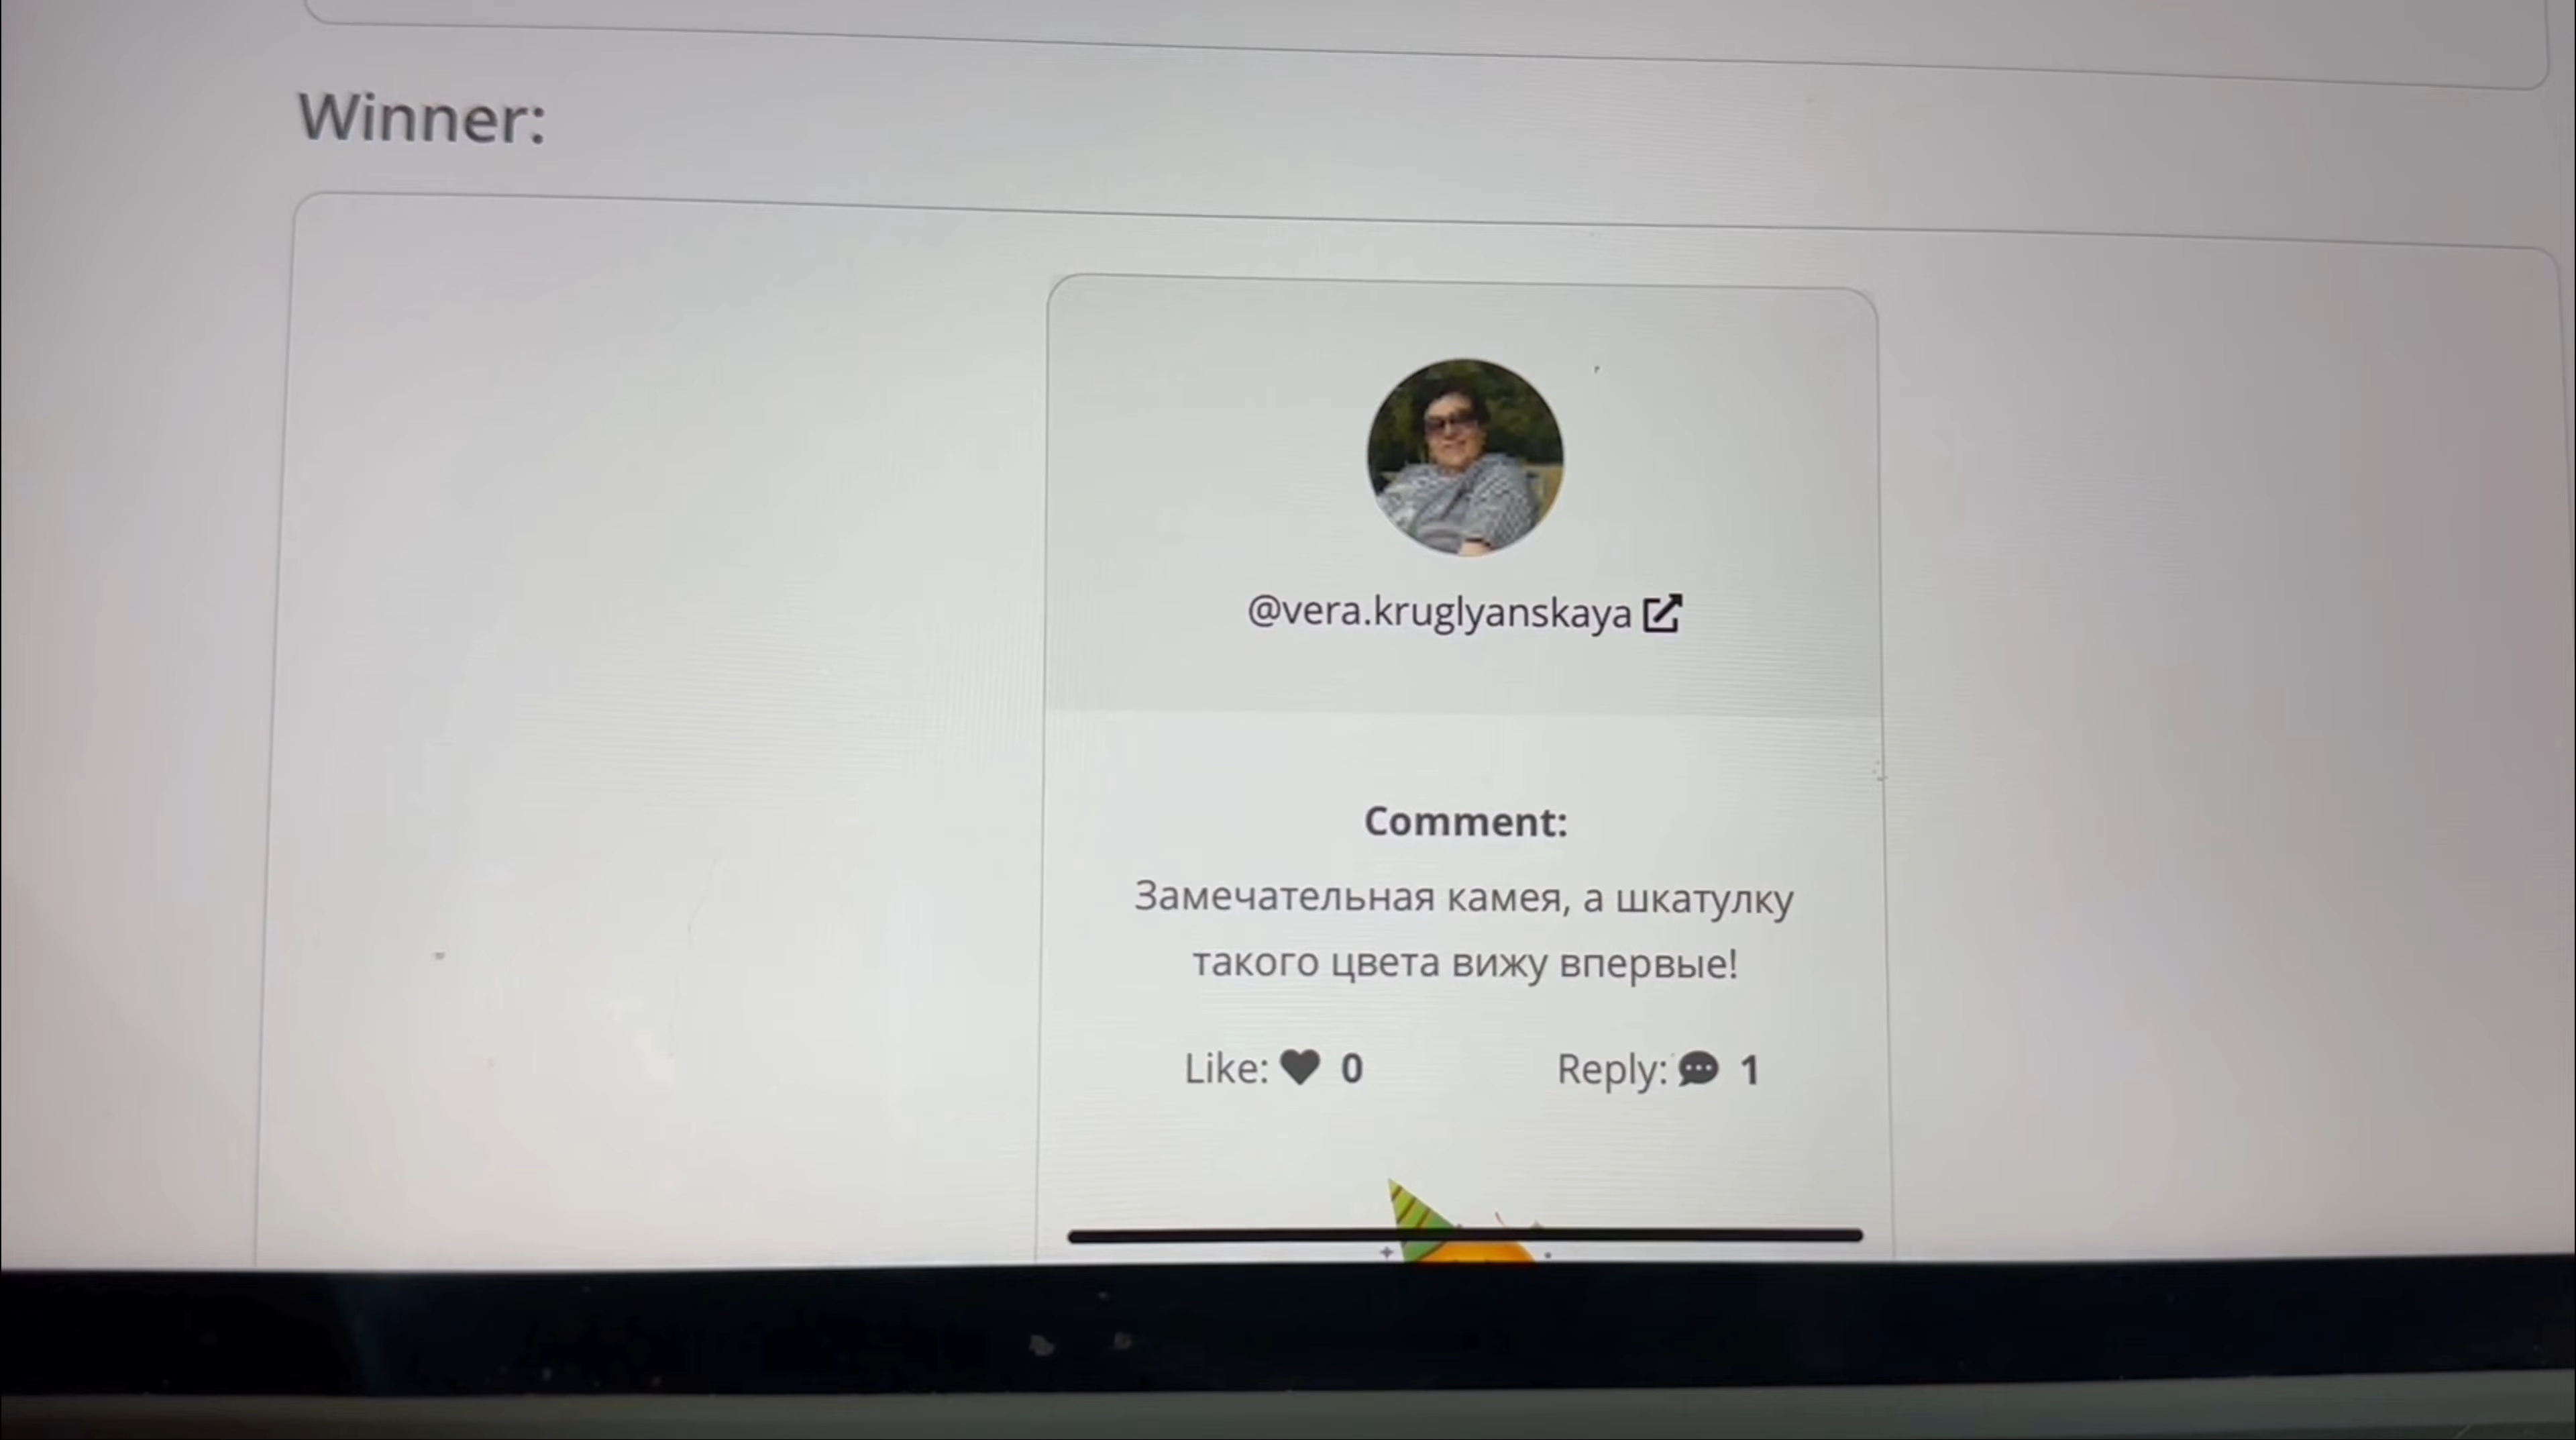 Winner:
@vera.kruglyanskaya
Comment:
Замечательная камея, а шкатулку
такого цвета вижу впервые!
Like: 0 Reply: 1